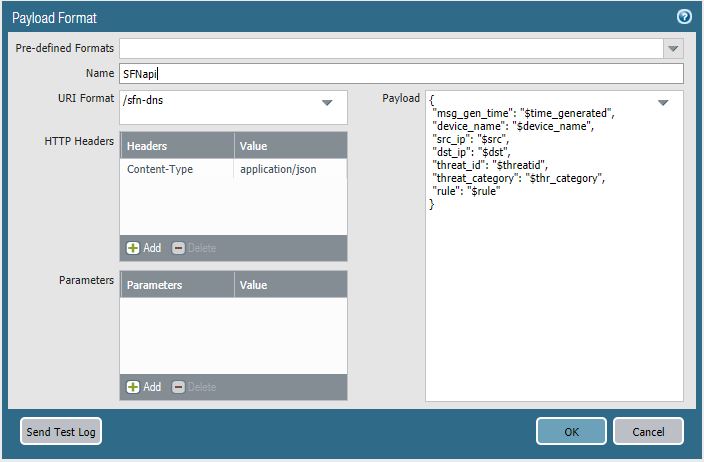 Payload Format
Pre-defined Formats
Name SFNapi
URI Format /sfn-dns
HTTP Headers
Headers Value
Content-Type application/json
Add Delete
Parameters
Parameters Value
Add Delete
Payload
{
"msg_gen_time": "$time_generated",
"device_name": "$device_name",
"src_ip": "$src",
"dst_ip": "$dst",
"threat_id": "$threatid",
"threat_category": "$thr_category",
"rule": "$rule"
}
Send Test Log
OK
Cancel